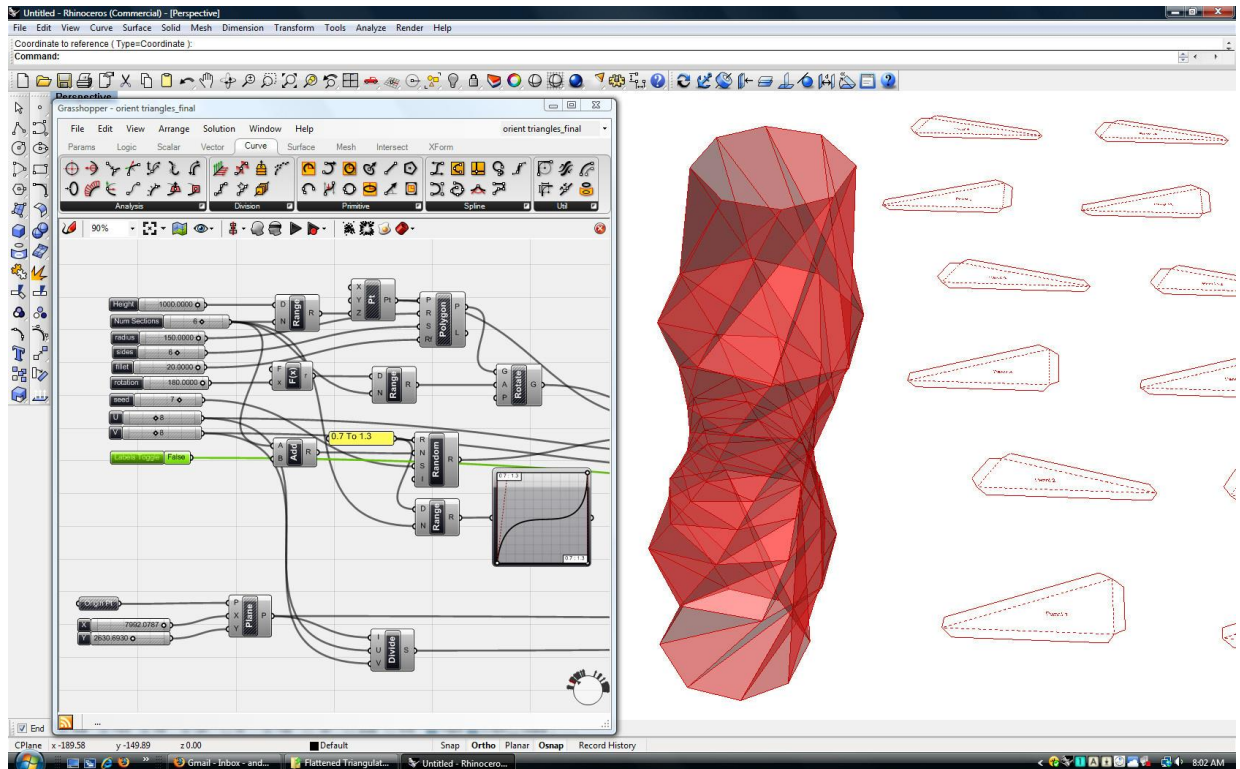 Untitled - Rhinoceros (Commercial) - [Perspective]
File Edit View Curve Surface Solid Mesh Dimension Transform Tools Analyze Render Help
Coordinate to reference ( Type=Coordinate ):
Command:
Perspective
Grasshopper - orient triangles_final
File Edit View Arrange Solution Window Help orient triangles_final
Params Logic Scalar Vector Curve Surface Mesh Intersect XForm
Analysis Division Primitive Spline Util
90%
Height 1000.0000
Num Sections 6
radius 150.0000
sides 6
fillet 20.0000
rotation 180.0000
seed 7
U 8
V 8
Labels Toggle False
D N Range R
X Y Z Pt Pt
P R S Rf Polygon P L
F X F(x) r
D N Range R
G A P Rotate G
A B Add R
0.7 To 1.3
R N S I Random R
D N Range R
0.7 : 1.3
0.7 : 1.3
Origin Pt
X 7992.0787
Y 2630.6930
P X Y Plane P
I U V Divide S
...
End
CPlane x -189.58 y -149.89 z 0.00 Default Snap Ortho Planar Osnap Record History
Gmail - Inbox - and... Flattened Triangulat... Untitled - Rhinocero... 8:02 AM